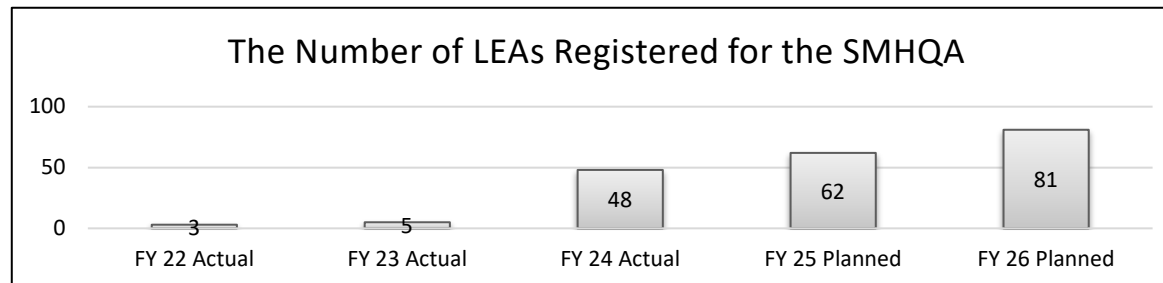 The Number of LEAs Registered for the SMHQA
100
50
0
3
5
48
62
81
FY 22 Actual
FY 23 Actual
FY 24 Actual
FY 25 Planned
FY 26 Planned